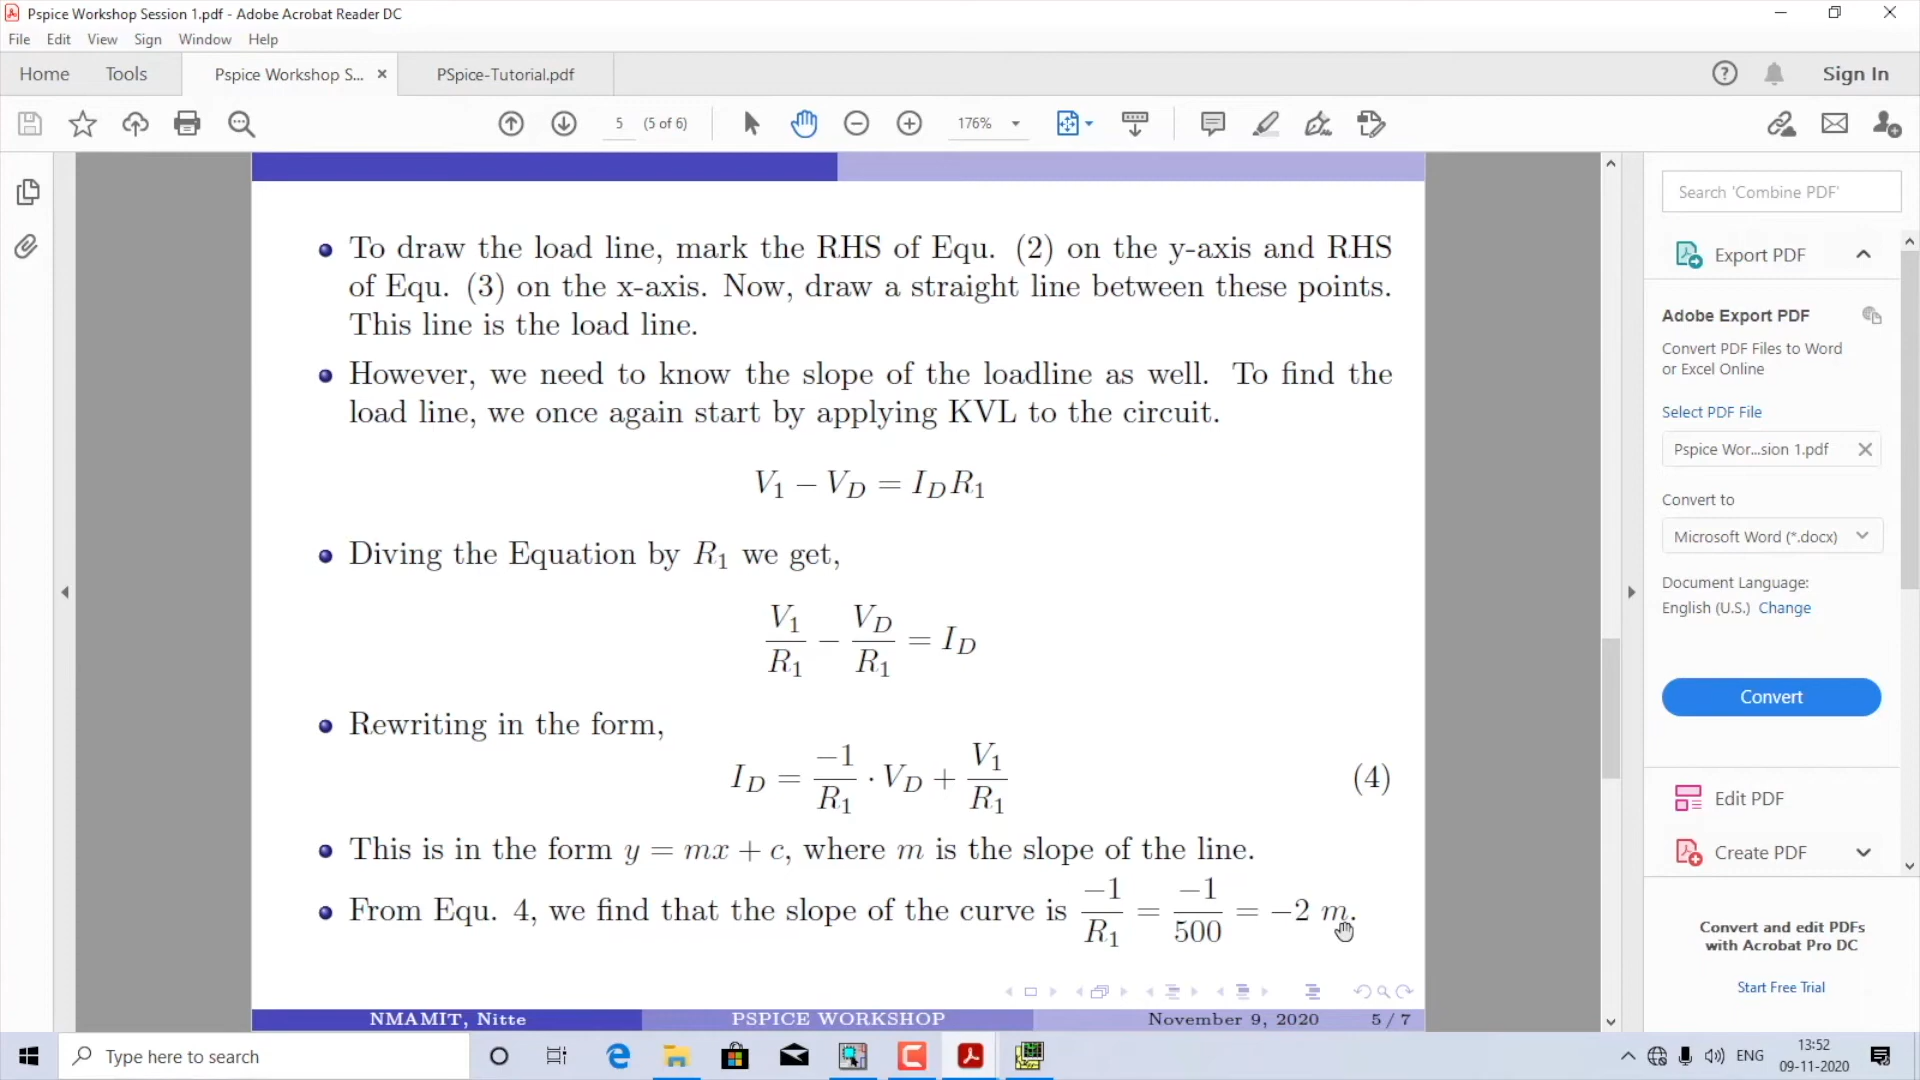 Pspice Workshop Session 1.pdf - Adobe Acrobat Reader DC
File Edit View Sign Window Help
Home Tools Pspice Workshop S... × PSpice-Tutorial.pdf Sign In
5 (5 of 6) 176%
Search 'Combine PDF'
Export PDF
Adobe Export PDF
Convert PDF Files to Word
or Excel Online
Select PDF File
Pspice Wor...sion 1.pdf
Convert to
Microsoft Word (*.docx)
Document Language:
English (U.S.) Change
Convert
Edit PDF
Create PDF
Convert and edit PDFs
with Acrobat Pro DC
Start Free Trial
To draw the load line, mark the RHS of Equ. (2) on the y-axis and RHS
of Equ. (3) on the x-axis. Now, draw a straight line between these points.
This line is the load line.
However, we need to know the slope of the loadline as well. To find the
load line, we once again start by applying KVL to the circuit.
V₁ − V_D = I_D R₁
Diving the Equation by R₁ we get,
V₁/R₁ − V_D/R₁ = I_D
Rewriting in the form,
I_D = −1/R₁ · V_D + V₁/R₁ (4)
This is in the form y = mx + c, where m is the slope of the line.
From Equ. 4, we find that the slope of the curve is −1/R₁ = −1/500 = −2 m.
NMAMIT, Nitte PSPICE WORKSHOP November 9, 2020 5 / 7
Type here to search
ENG
13:52
09-11-2020